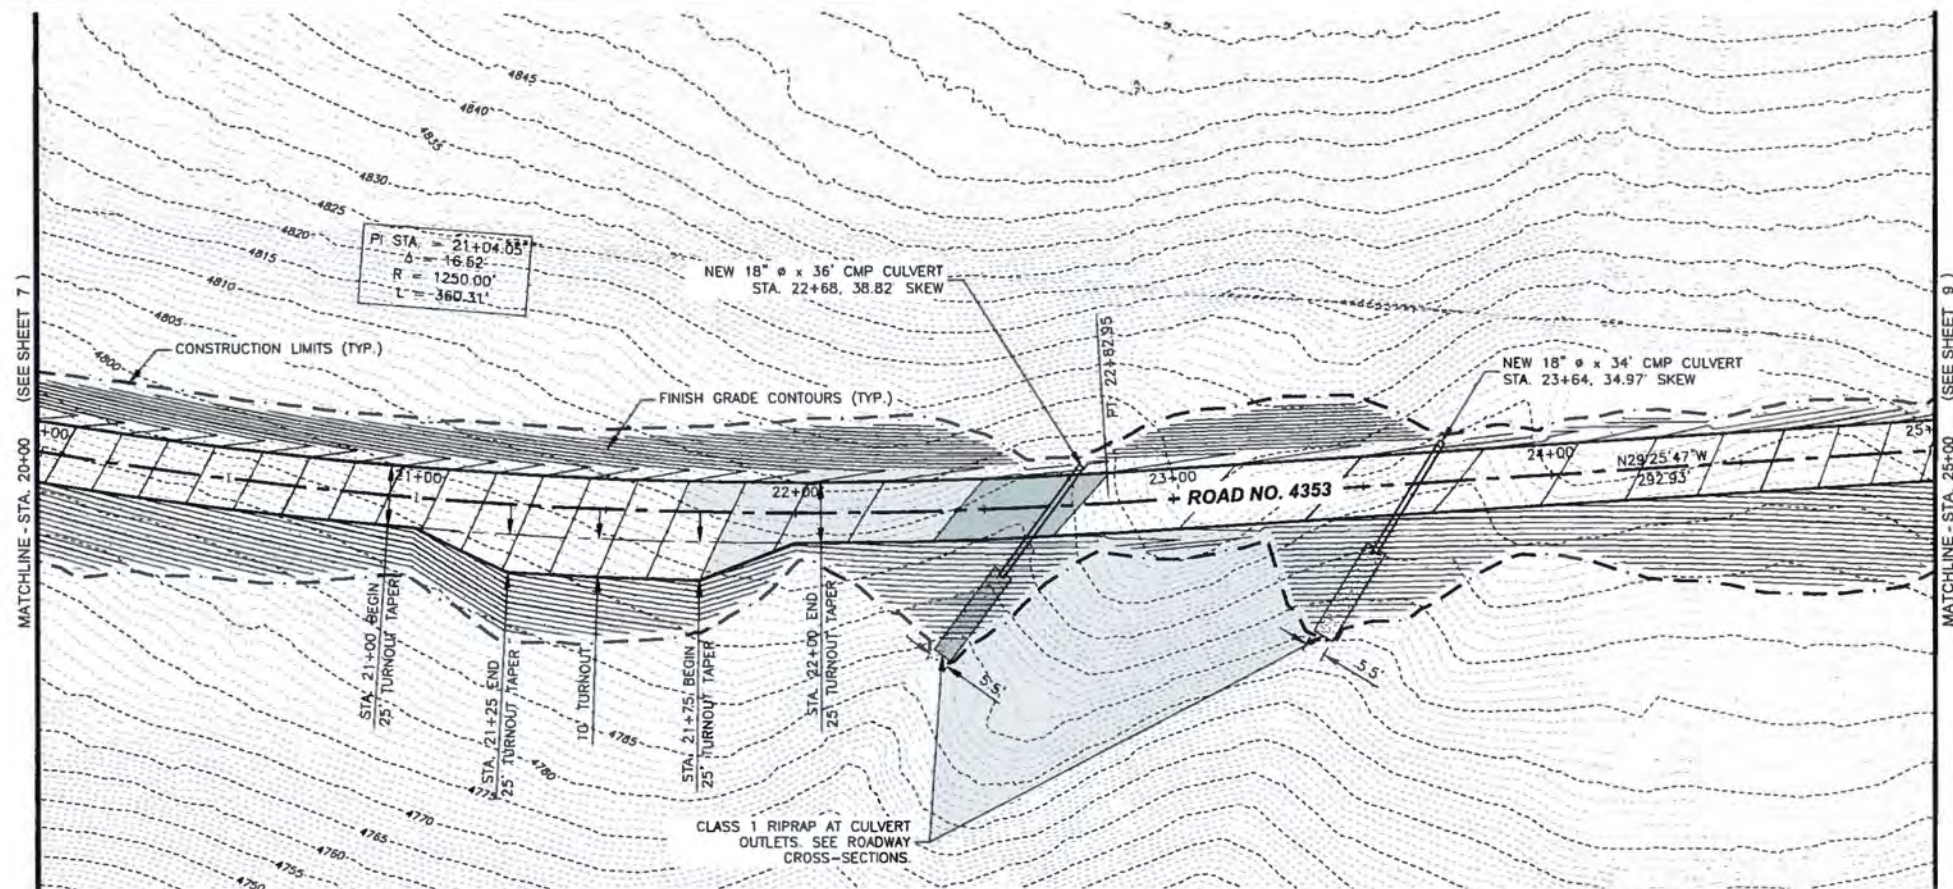 4845
4840
4835
4830
4825
4820
4815
4810
4805
4800
PI STA. = 21+04.05
Δ = 16.52
R = 1250.00'
L = 360.31'
NEW 18" ø x 36' CMP CULVERT
STA. 22+68, 38.82° SKEW
PT: 22+82.95
NEW 18" ø x 34' CMP CULVERT
STA. 23+64, 34.97° SKEW
CONSTRUCTION LIMITS (TYP.)
FINISH GRADE CONTOURS (TYP.)
MATCHLINE - STA. 20+00 (SEE SHEET 7 )
MATCHLINE - STA. 25+00 (SEE SHEET 9 )
+00
21+00
22+00
23+00
24+00
25+
N29°25'47"W
292.93'
ROAD NO. 4353
STA. 21+00 BEGIN
25' TURNOUT TAPER
STA. 21+25 END
25' TURNOUT TAPER
10' TURNOUT
STA. 21+75, BEGIN
25' TURNOUT TAPER
STA. 22+00 END
25' TURNOUT TAPER
5.5'
5.5'
CLASS 1 RIPRAP AT CULVERT
OUTLETS. SEE ROADWAY
CROSS-SECTIONS.
4785
4780
4775
4770
4765
4760
4755
4750